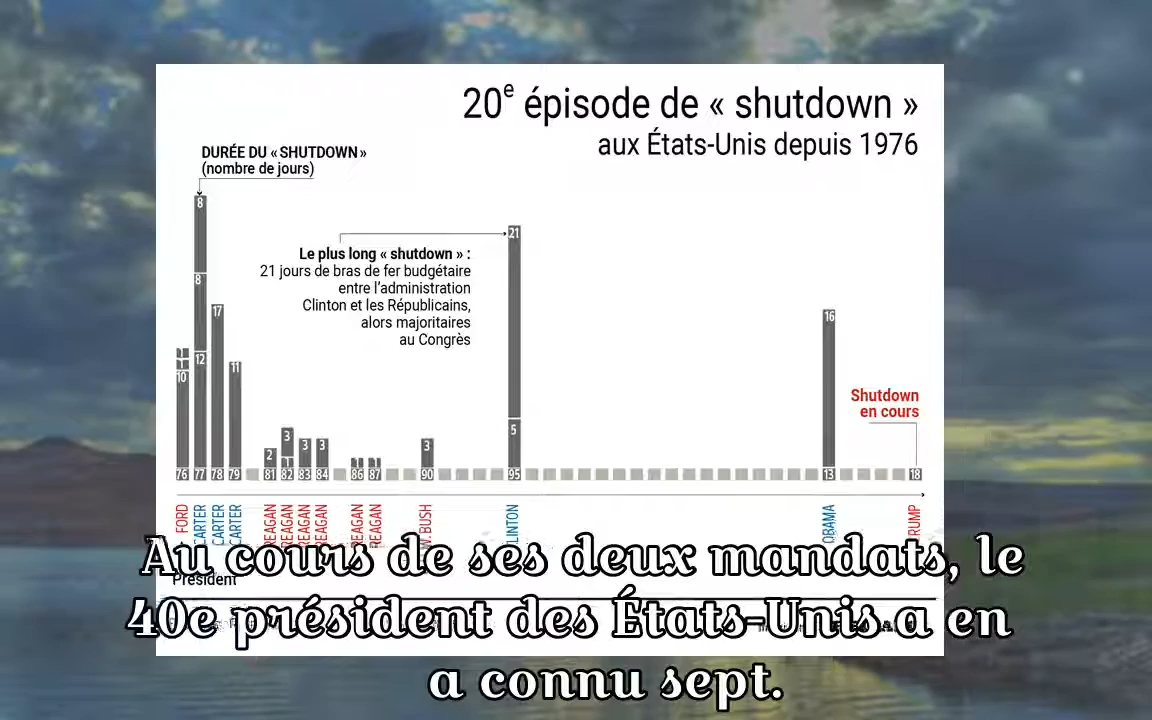 20e épisode de « shutdown »
aux États-Unis depuis 1976
DURÉE DU « SHUTDOWN »
(nombre de jours)
8
8
12
17
11
1
1
10
21
5
Le plus long « shutdown » :
21 jours de bras de fer budgétaire
entre l'administration
Clinton et les Républicains,
alors majoritaires
au Congrès
2
3
1
3
3
1
1
3
16
Shutdown
en cours
76 77 78 79 81 82 83 84 86 87 90 95 13 18
FORD CARTER CARTER CARTER REAGAN REAGAN REAGAN REAGAN REAGAN REAGAN W. BUSH CLINTON OBAMA TRUMP
Président
Au cours de ses deux mandats, le
40e président des États-Unis a en
a connu sept.